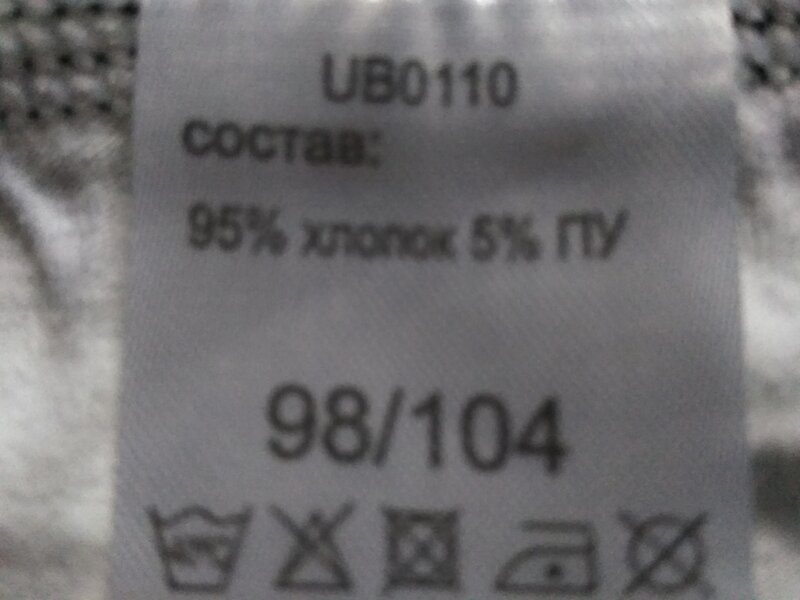 UB0110
состав:
95% хлопок 5% ПУ
98/104